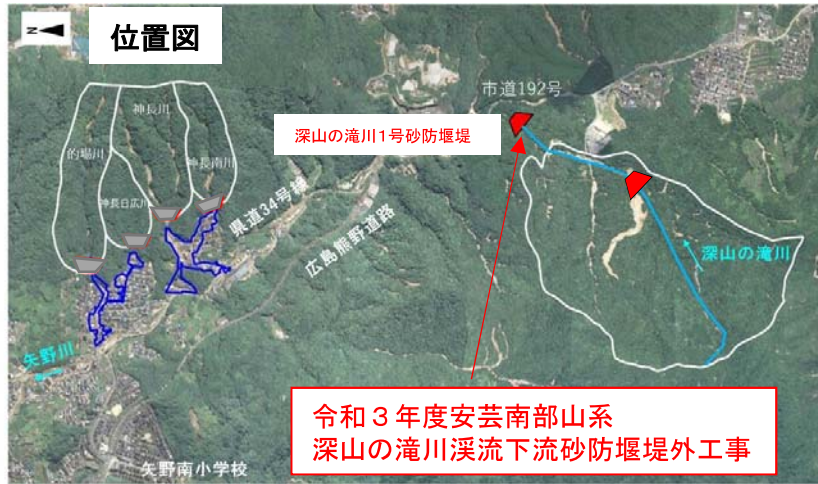 N
位置図
神長川
的場川
神長南川
神長日広川
市道192号
深山の滝川1号砂防堰堤
県道34号線
広島熊野道路
深山の滝川
矢野川
令和3年度安芸南部山系
深山の滝川渓流下流砂防堰堤外工事
矢野南小学校